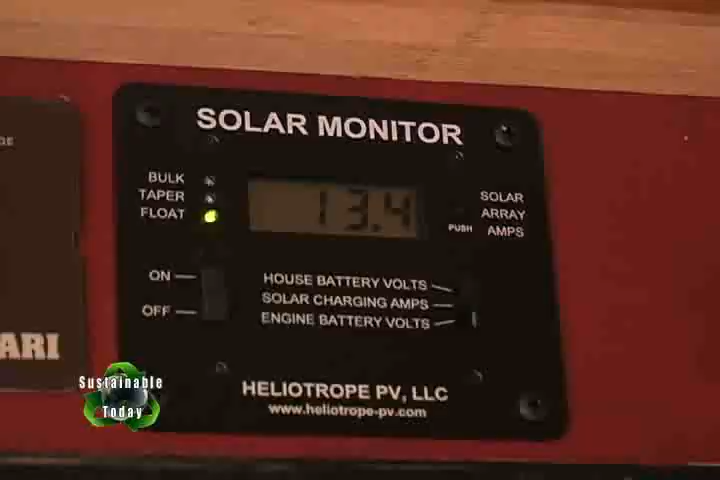 SOLAR MONITOR
BULK
TAPER
FLOAT
13.4
SOLAR
ARRAY
PUSH AMPS
ON
OFF
HOUSE BATTERY VOLTS
SOLAR CHARGING AMPS
ENGINE BATTERY VOLTS
HELIOTROPE PV, LLC
www.heliotrope-pv.com
ARI
Sustainable
Today